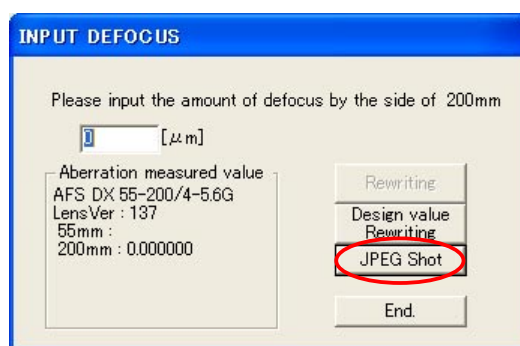 INPUT DEFOCUS
Please input the amount of defocus by the side of 200mm
0 [μm]
Aberration measured value
AFS DX 55-200/4-5.6G
LensVer : 137
55mm :
200mm : 0.000000
Rewriting
Design value
Rewriting
JPEG Shot
End.